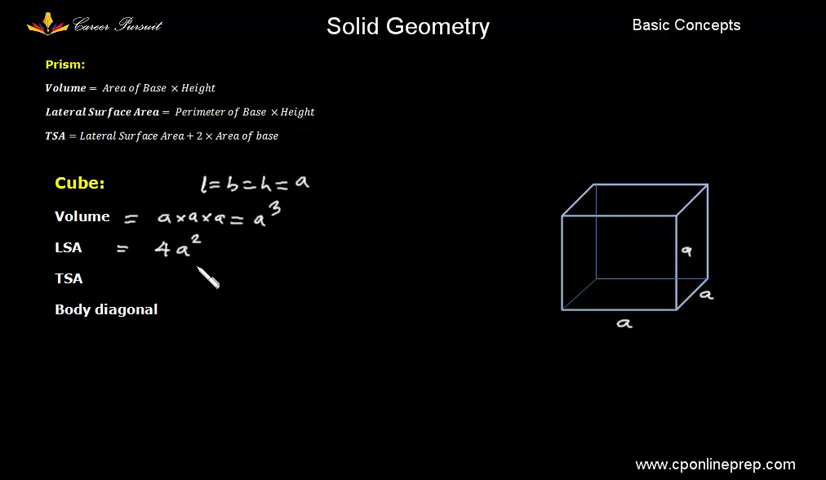 Career Pursuit
Solid Geometry
Basic Concepts
Prism:
Volume = Area of Base × Height
Lateral Surface Area = Perimeter of Base × Height
TSA = Lateral Surface Area + 2 × Area of base
Cube: l = b = h = a
Volume = a × a × a = a³
LSA = 4a²
TSA
Body diagonal
a
a
a
www.cponlineprep.com